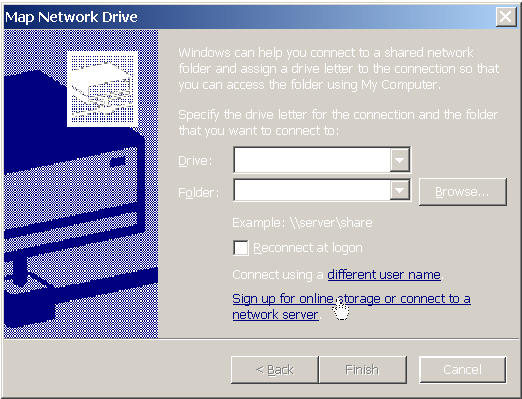 Map Network Drive
Windows can help you connect to a shared network
folder and assign a drive letter to the connection so that
you can access the folder using My Computer.
Specify the drive letter for the connection and the folder
that you want to connect to:
Drive:
Folder:
Browse...
Example: \\server\share
Reconnect at logon
Connect using a different user name
Sign up for online storage or connect to a
network server
< Back
Finish
Cancel